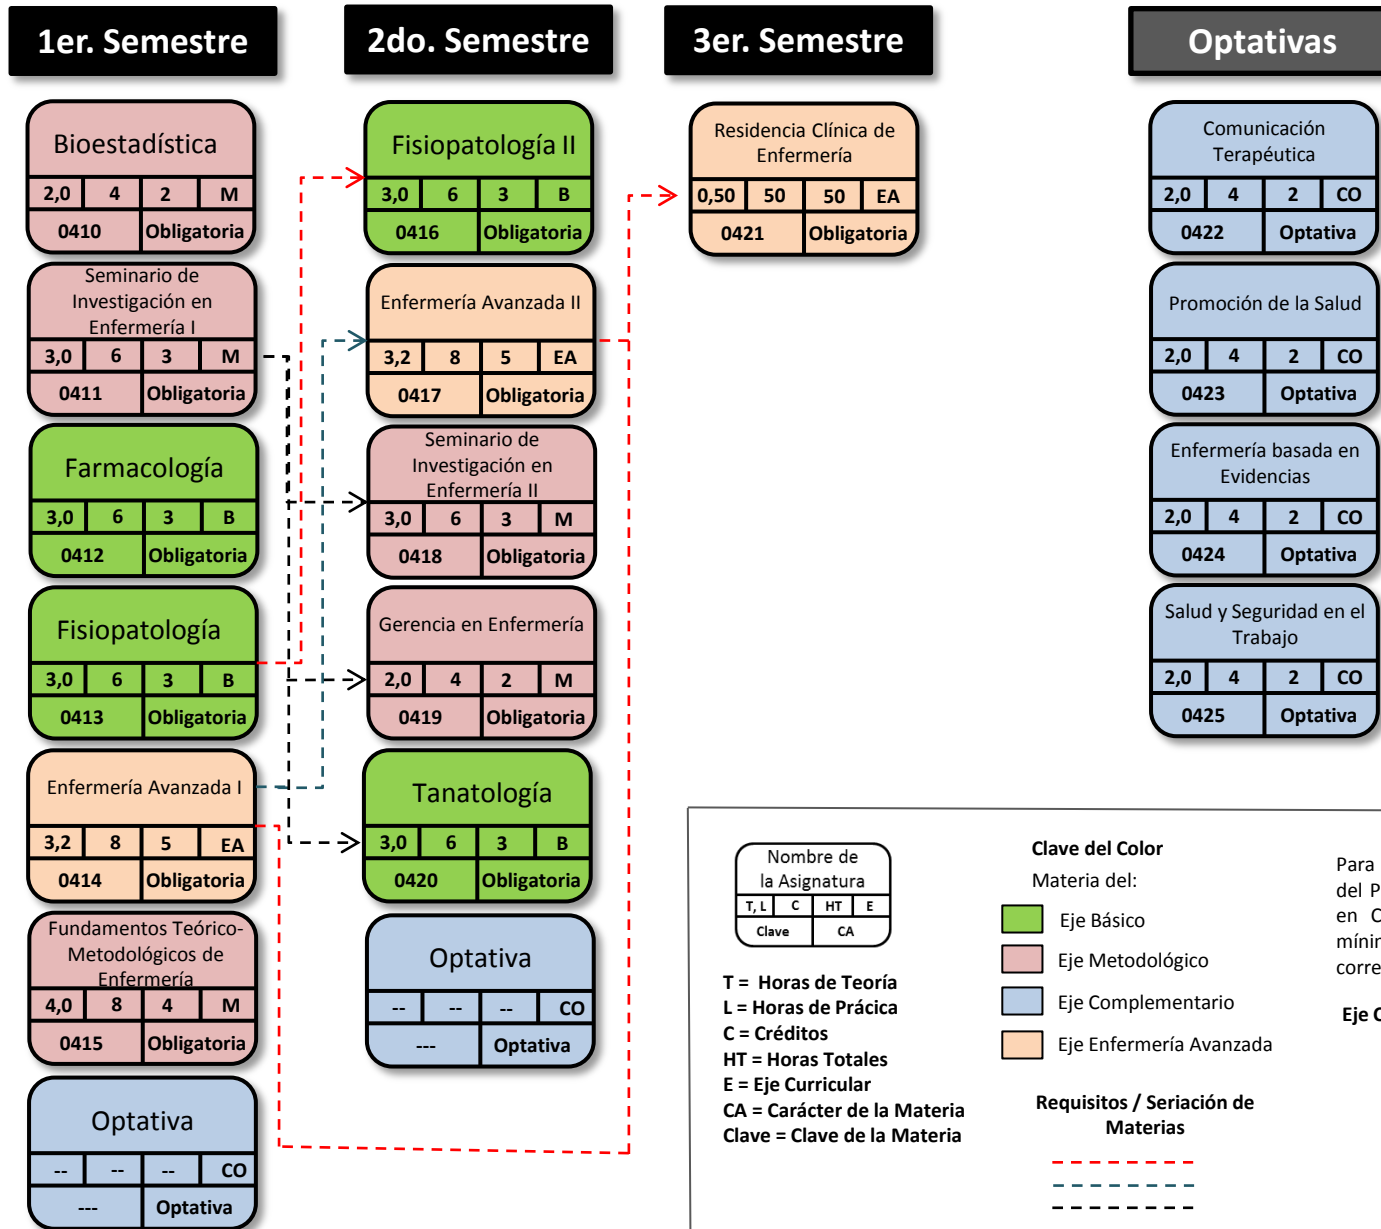 1er. Semestre
Bioestadística
2,0 4 2 M
0410 Obligatoria
Seminario de
Investigación en
Enfermería I
3,0 6 3 M
0411 Obligatoria
Farmacología
3,0 6 3 B
0412 Obligatoria
Fisiopatología
3,0 6 3 B
0413 Obligatoria
Enfermería Avanzada I
3,2 8 5 EA
0414 Obligatoria
Fundamentos Teórico-
Metodológicos de
Enfermería
4,0 8 4 M
0415 Obligatoria
Optativa
-- -- -- CO
--- Optativa
2do. Semestre
Fisiopatología II
3,0 6 3 B
0416 Obligatoria
Enfermería Avanzada II
3,2 8 5 EA
0417 Obligatoria
Seminario de
Investigación en
Enfermería II
3,0 6 3 M
0418 Obligatoria
Gerencia en Enfermería
2,0 4 2 M
0419 Obligatoria
Tanatología
3,0 6 3 B
0420 Obligatoria
Optativa
-- -- -- CO
--- Optativa
3er. Semestre
Residencia Clínica de
Enfermería
0,50 50 50 EA
0421 Obligatoria
Optativas
Comunicación
Terapéutica
2,0 4 2 CO
0422 Optativa
Promoción de la Salud
2,0 4 2 CO
0423 Optativa
Enfermería basada en
Evidencias
2,0 4 2 CO
0424 Optativa
Salud y Seguridad en el
Trabajo
2,0 4 2 CO
0425 Optativa
Nombre de
la Asignatura
T, L C HT E
Clave CA
T = Horas de Teoría
L = Horas de Prácica
C = Créditos
HT = Horas Totales
E = Eje Curricular
CA = Carácter de la Materia
Clave = Clave de la Materia
Clave del Color
Materia del:
Eje Básico
Eje Metodológico
Eje Complementario
Eje Enfermería Avanzada
Requisitos / Seriación de
Materias
Para
del P
en C
mínin
corre
Eje C